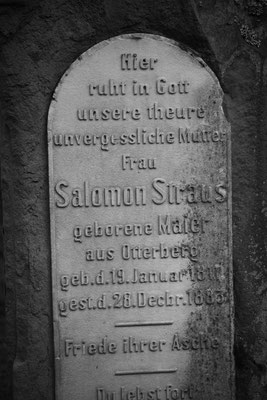 Hier
ruht in Gott
unsere theure
unvergessliche Mutter
Frau
Salomon Straus
geborene Maier
aus Otterberg
geb. d. 19. Januar
gest. d. 28. Decbr. 1883
Friede ihrer Asche
Du lebst fort